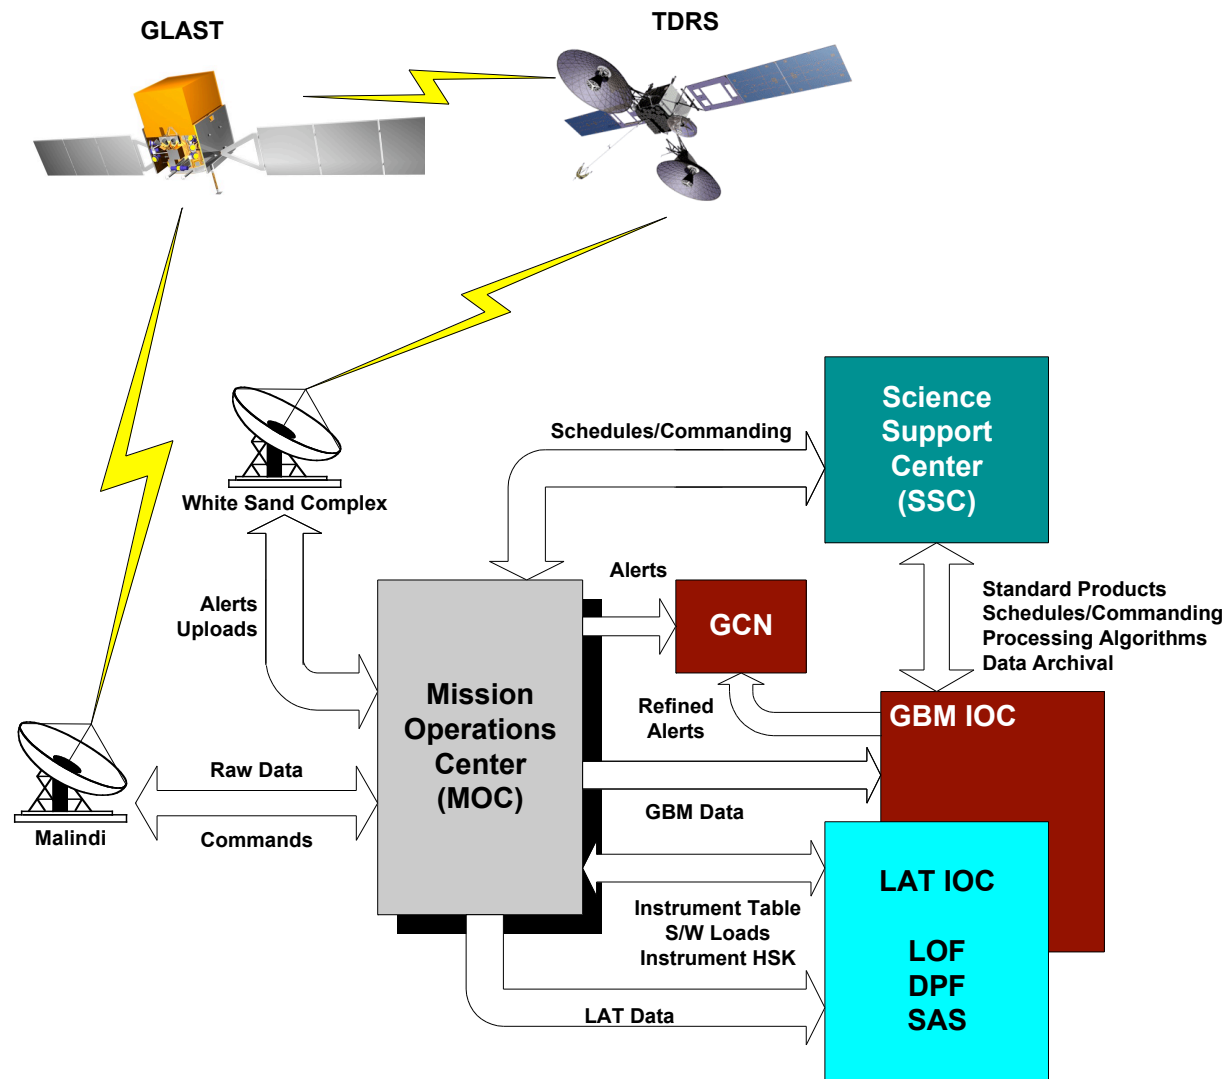 GLAST
TDRS
Schedules/Commanding
Science
Support
Center
(SSC)
White Sand Complex
Alerts
Uploads
Alerts
GCN
Standard Products
Schedules/Commanding
Processing Algorithms
Data Archival
Mission
Operations
Center
(MOC)
Refined
Alerts
GBM IOC
Raw Data
Commands
Malindi
GBM Data
LAT IOC
LOF
DPF
SAS
Instrument Table
S/W Loads
Instrument HSK
LAT Data